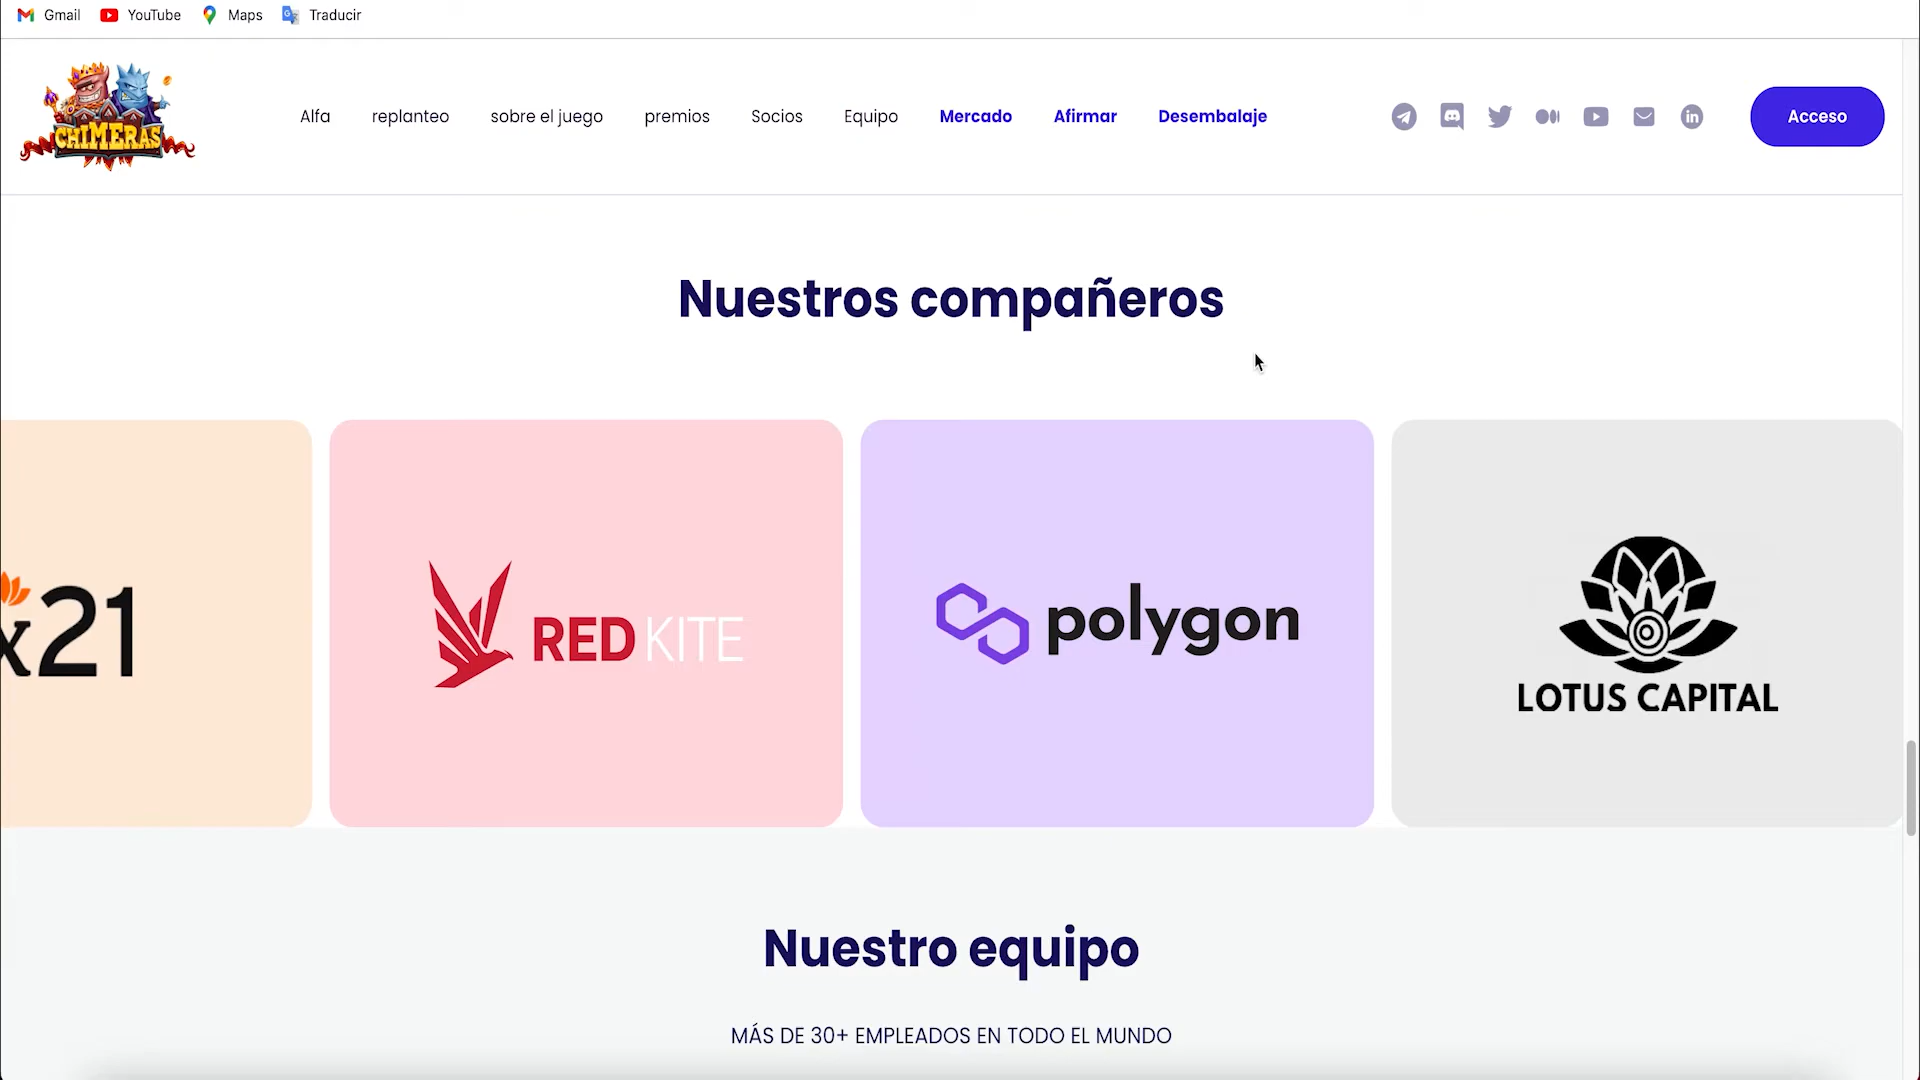 Gmail YouTube Maps Traducir
CHIMERAS
Alfa replanteo sobre el juego premios Socios Equipo Mercado Afirmar Desembalaje Acceso
Nuestros compañeros
x21
RED KITE
polygon
LOTUS CAPITAL
Nuestro equipo
MÁS DE 30+ EMPLEADOS EN TODO EL MUNDO